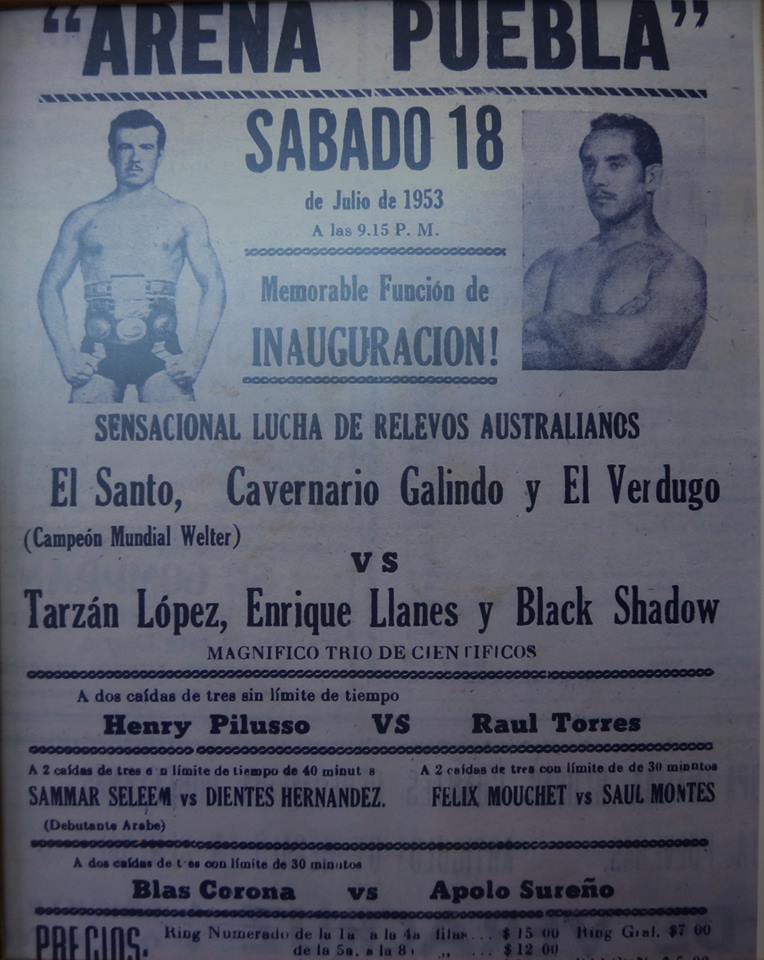 "ARENA PUEBLA"
SABADO 18
de Julio de 1953
A las 9.15 P. M.
Memorable Función de
INAUGURACION!
SENSACIONAL LUCHA DE RELEVOS AUSTRALIANOS
El Santo, Cavernario Galindo y El Verdugo
(Campeón Mundial Welter)
VS
Tarzán López, Enrique Llanes y Black Shadow
MAGNIFICO TRIO DE CIENTIFICOS
A dos caídas de tres sin límite de tiempo
Henry Pilusso VS Raul Torres
A 2 caídas de tres límite de tiempo de 40
SAMMAR SELEEM vs DIENTES HERNANDEZ.
(Debutante Arabe)
A 2 caídas de tres con límite de de 30 minutos
FELIX MOUCHET vs SAUL MONTES
A dos caídas de tres con límite de 30 minutos
Blas Corona vs Apolo Sureño
PRECIOS.
Ring Numerado de la 1a a la 4a filas... $ 15 00 Ring Gral. $7 00
de la 5a. a la 8a „ ... $ 12 00